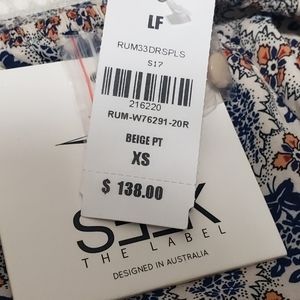 LF
RUM33DRSPLS
S17
216220
RUM-W76291-20R
BEIGE PT
XS
$ 138.00
THE LABEL
DESIGNED IN AUSTRALIA